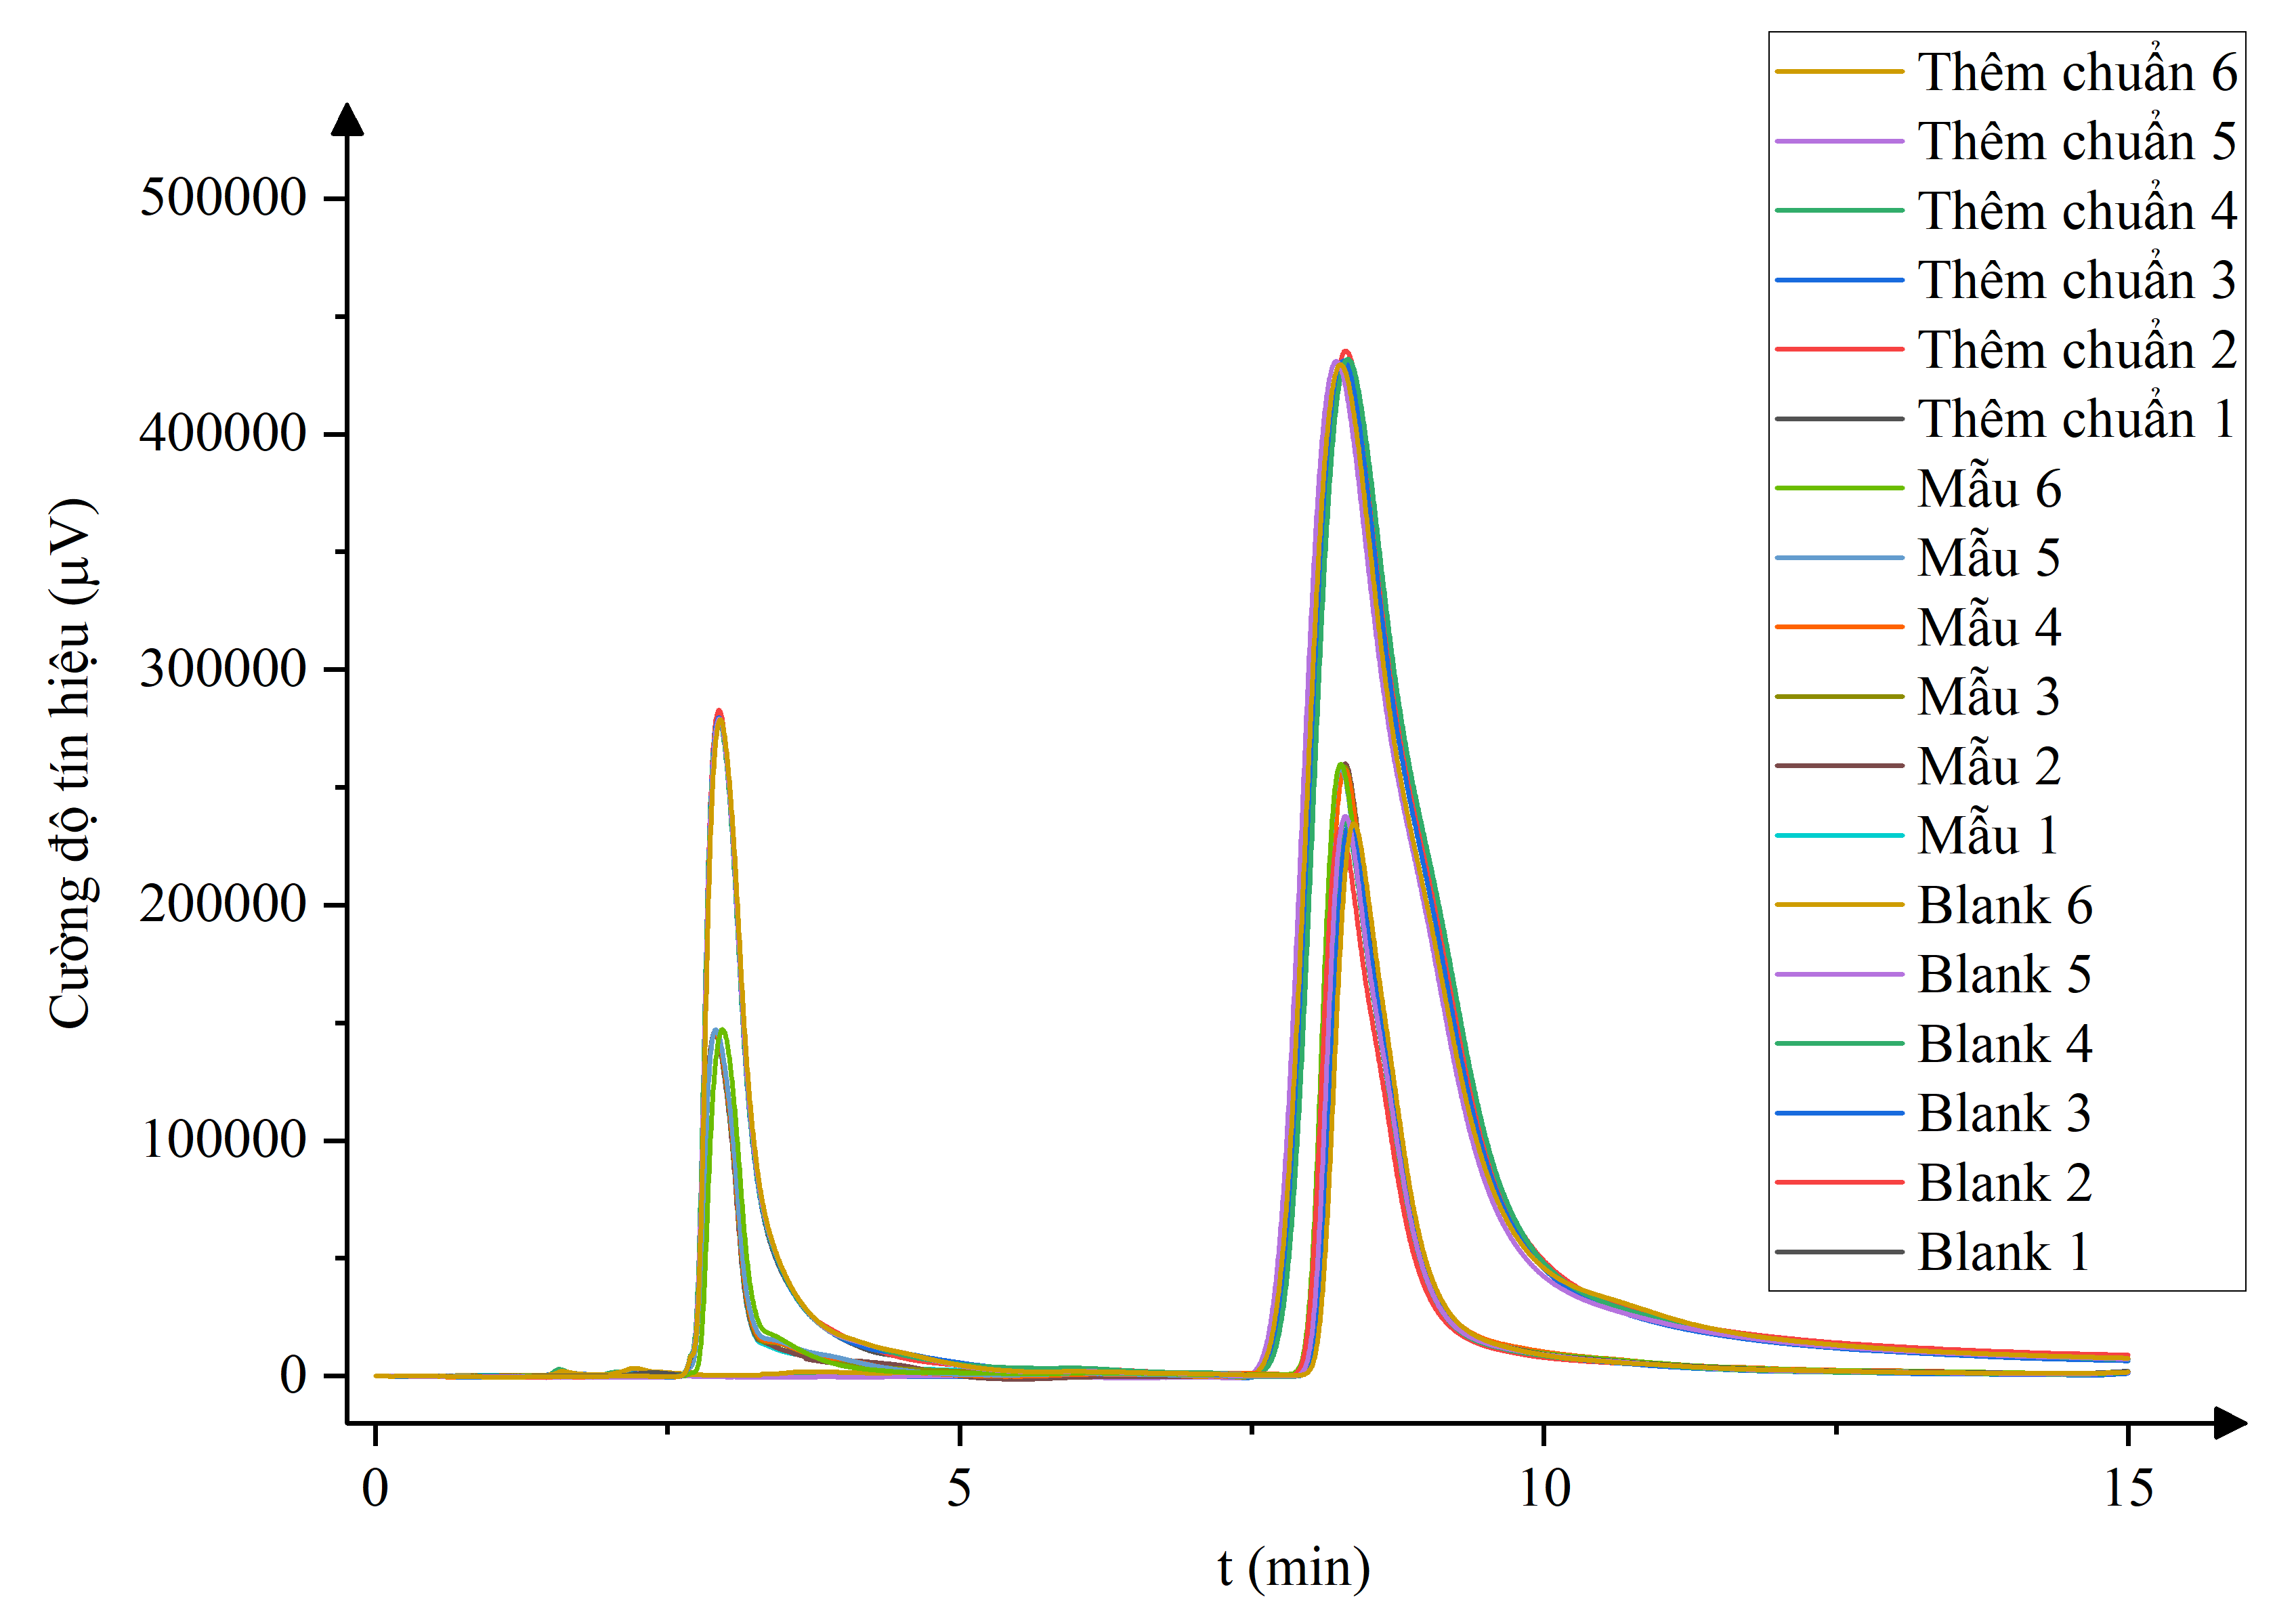 Thêm chuẩn 6
Thêm chuẩn 5
Thêm chuẩn 4
Thêm chuẩn 3
Thêm chuẩn 2
Thêm chuẩn 1
Mẫu 6
Mẫu 5
Mẫu 4
Mẫu 3
Mẫu 2
Mẫu 1
Blank 6
Blank 5
Blank 4
Blank 3
Blank 2
Blank 1
500000
400000
300000
200000
100000
0
Cường độ tín hiệu (µV)
0 5 10 15
t (min)